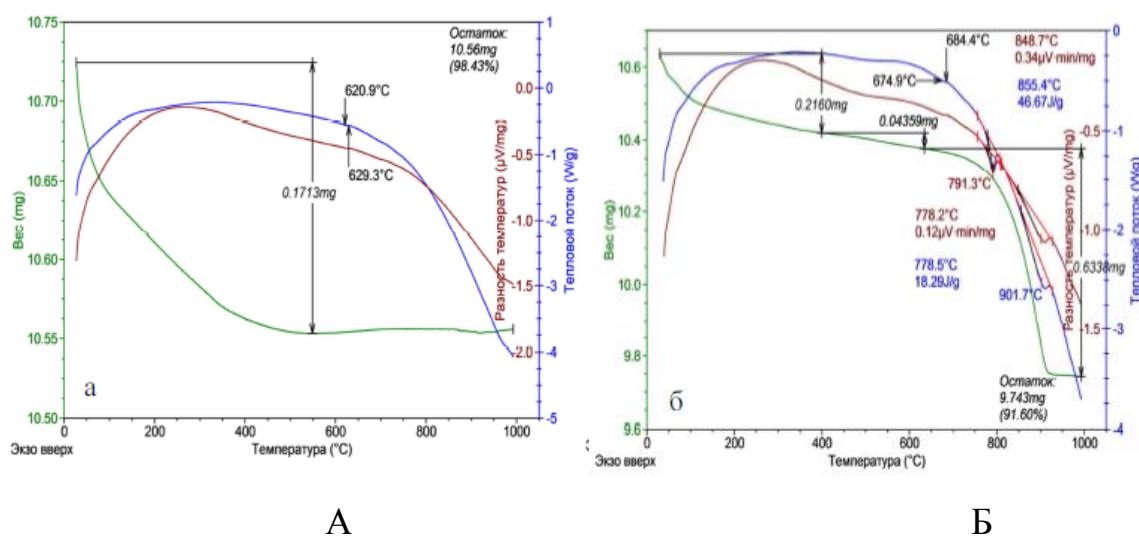 10.75
10.70
10.65
10.60
10.55
10.50
Вес (mg)
0
200
400
600
800
1000
Температура (°C)
Экзо вверх
Остаток:
10.56mg
(98.43%)
620.9°C
629.3°C
0.1713mg
а
0.0
-0.5
-1.0
-1.5
-2.0
Разность температур (µV/mg)
1
0
-1
-2
-3
-4
-5
Тепловой поток (W/g)
А
10.6
10.4
10.2
10.0
9.8
9.6
Вес (mg)
0
200
400
600
800
1000
Температура (°C)
Экзо вверх
684.4°C
674.9°C
0.2160mg
0.04359mg
848.7°C
0.34µV·min/mg
855.4°C
46.67J/g
791.3°C
778.2°C
0.12µV·min/mg
778.5°C
18.29J/g
901.7°C
0.6338mg
Остаток:
9.743mg
(91.60%)
б
-0.5
-1.0
-1.5
Разность температур (µV/mg)
-0
-1
-2
-3
-4
Тепловой поток (W/g)
Б